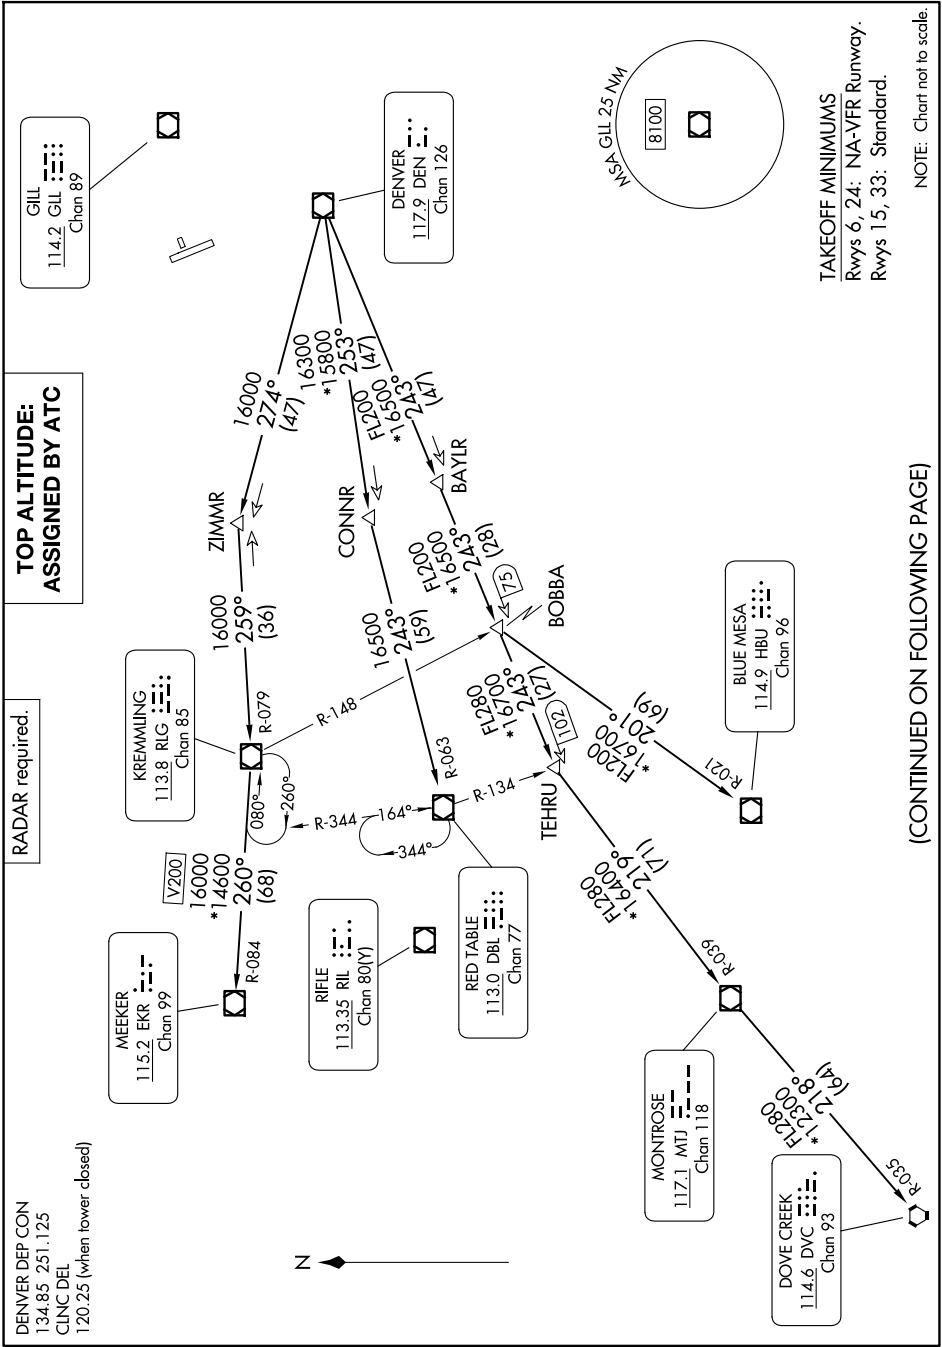 DENVER DEP CON
134.85 251.125
CLNC DEL
120.25 (when tower closed)
RADAR required.
TOP ALTITUDE:
ASSIGNED BY ATC
GILL
114.2 GLL
Chan 89
MEEKER
115.2 EKR
Chan 99
V200
16000
*14600
260°
(68)
R-084
KREMMLING
113.8 RLG
Chan 85
080°
260°
R-079
16000
259°
(36)
ZIMMR
16000
274°
(47)
DENVER
117.9 DEN
Chan 126
RIFLE
113.35 RIL
Chan 80(Y)
R-344
164°
344°
R-148
R-063
16500
243°
(59)
CONNR
16300
*15800
253°
(47)
RED TABLE
113.0 DBL
Chan 77
R-134
TEHRU
102
FL280
*16700
243°
(27)
75
BOBBA
FL200
*16500
243°
(28)
BAYLR
FL200
*16500
243°
(47)
MSA GLL 25 NM
8100
MONTROSE
117.1 MTJ
Chan 118
R-039
FL280
*16400
219°
(71)
FL200
*16700
201°
(69)
R-021
BLUE MESA
114.9 HBU
Chan 96
DOVE CREEK
114.6 DVC
Chan 93
R-035
FL280
*12300
218°
(64)
N
TAKEOFF MINIMUMS
Rwys 6, 24: NA-VFR Runway.
Rwys 15, 33: Standard.
NOTE: Chart not to scale.
(CONTINUED ON FOLLOWING PAGE)